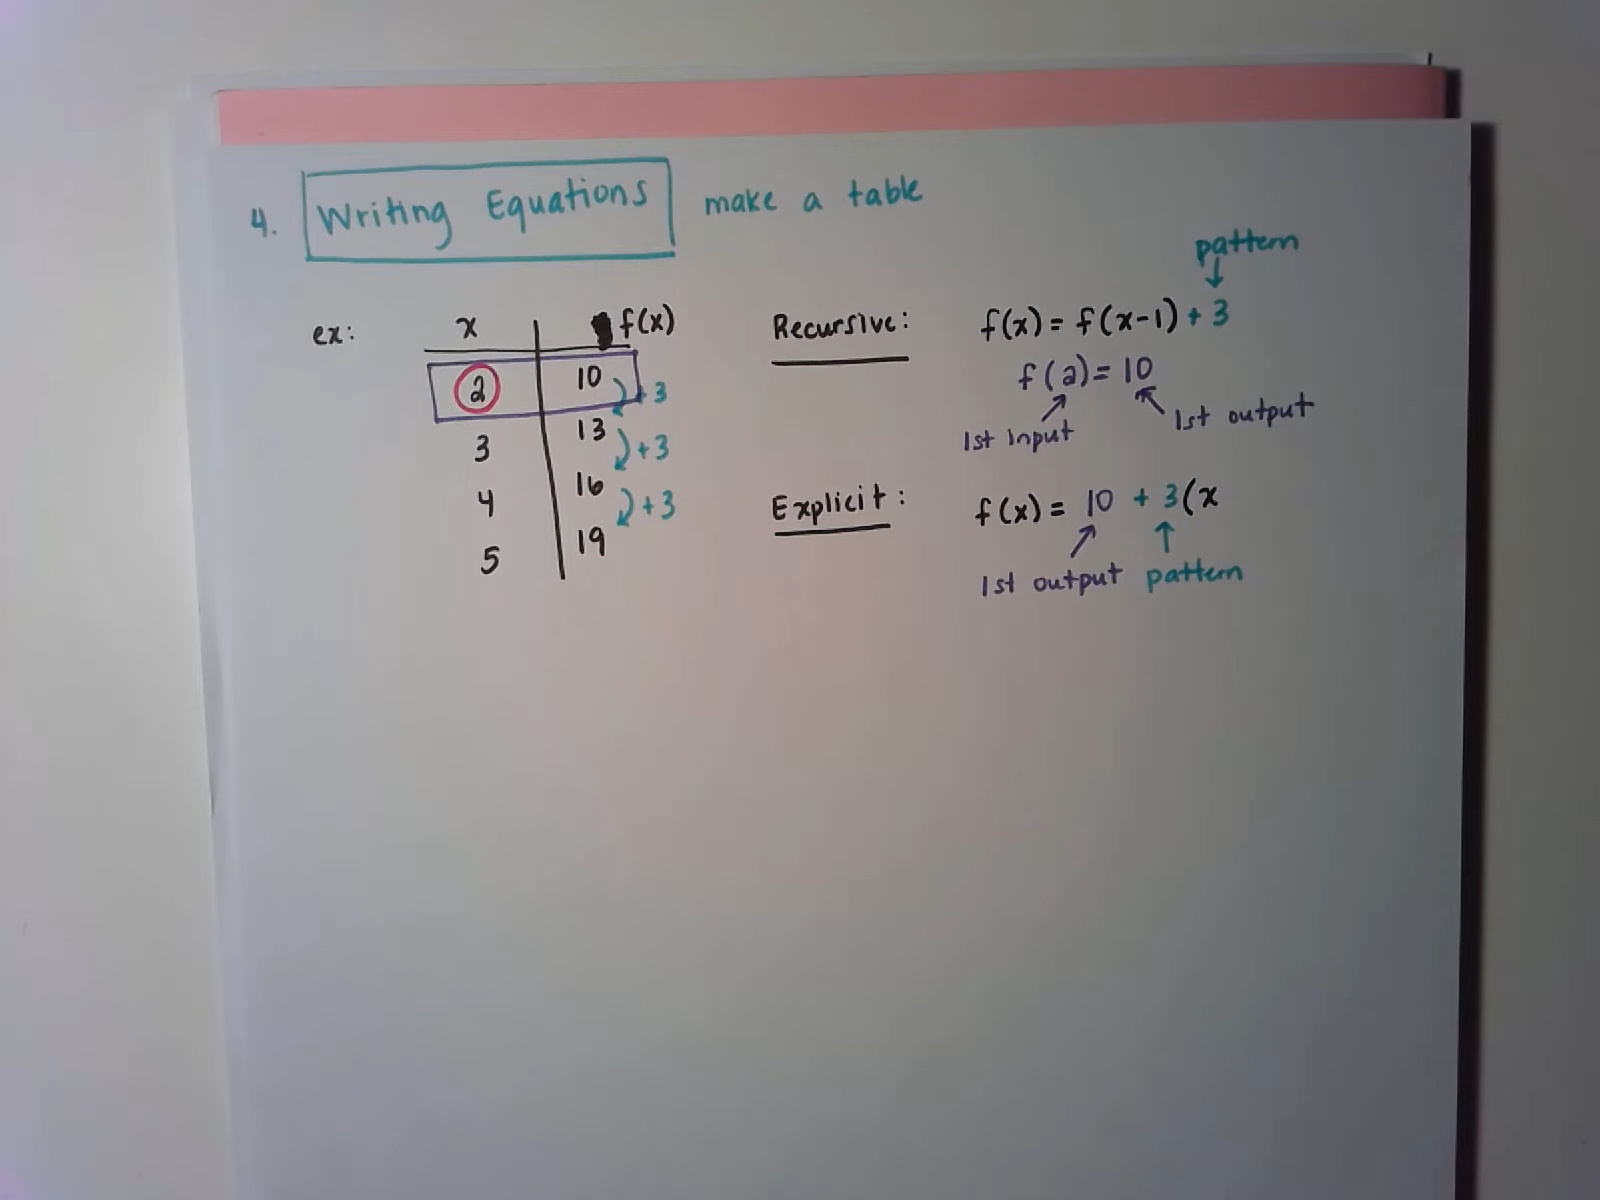 4. Writing Equations make a table
pattern
↓
ex: x f(x) Recursive: f(x) = f(x-1) + 3
2 10 +3 f(2) = 10
1st input 1st output
3 13 +3
4 16 +3 Explicit: f(x) = 10 + 3(x
5 19
1st output pattern